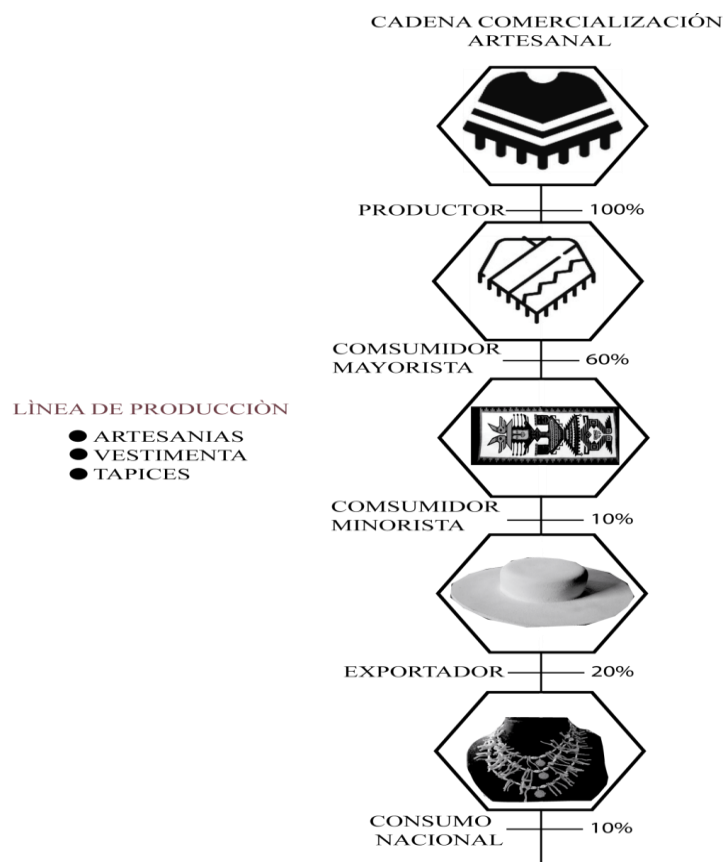 CADENA COMERCIALIZACIÓN
ARTESANAL
PRODUCTOR 100%
COMSUMIDOR
MAYORISTA 60%
LÌNEA DE PRODUCCIÒN
● ARTESANIAS
● VESTIMENTA
● TAPICES
COMSUMIDOR
MINORISTA 10%
EXPORTADOR 20%
CONSUMO
NACIONAL 10%